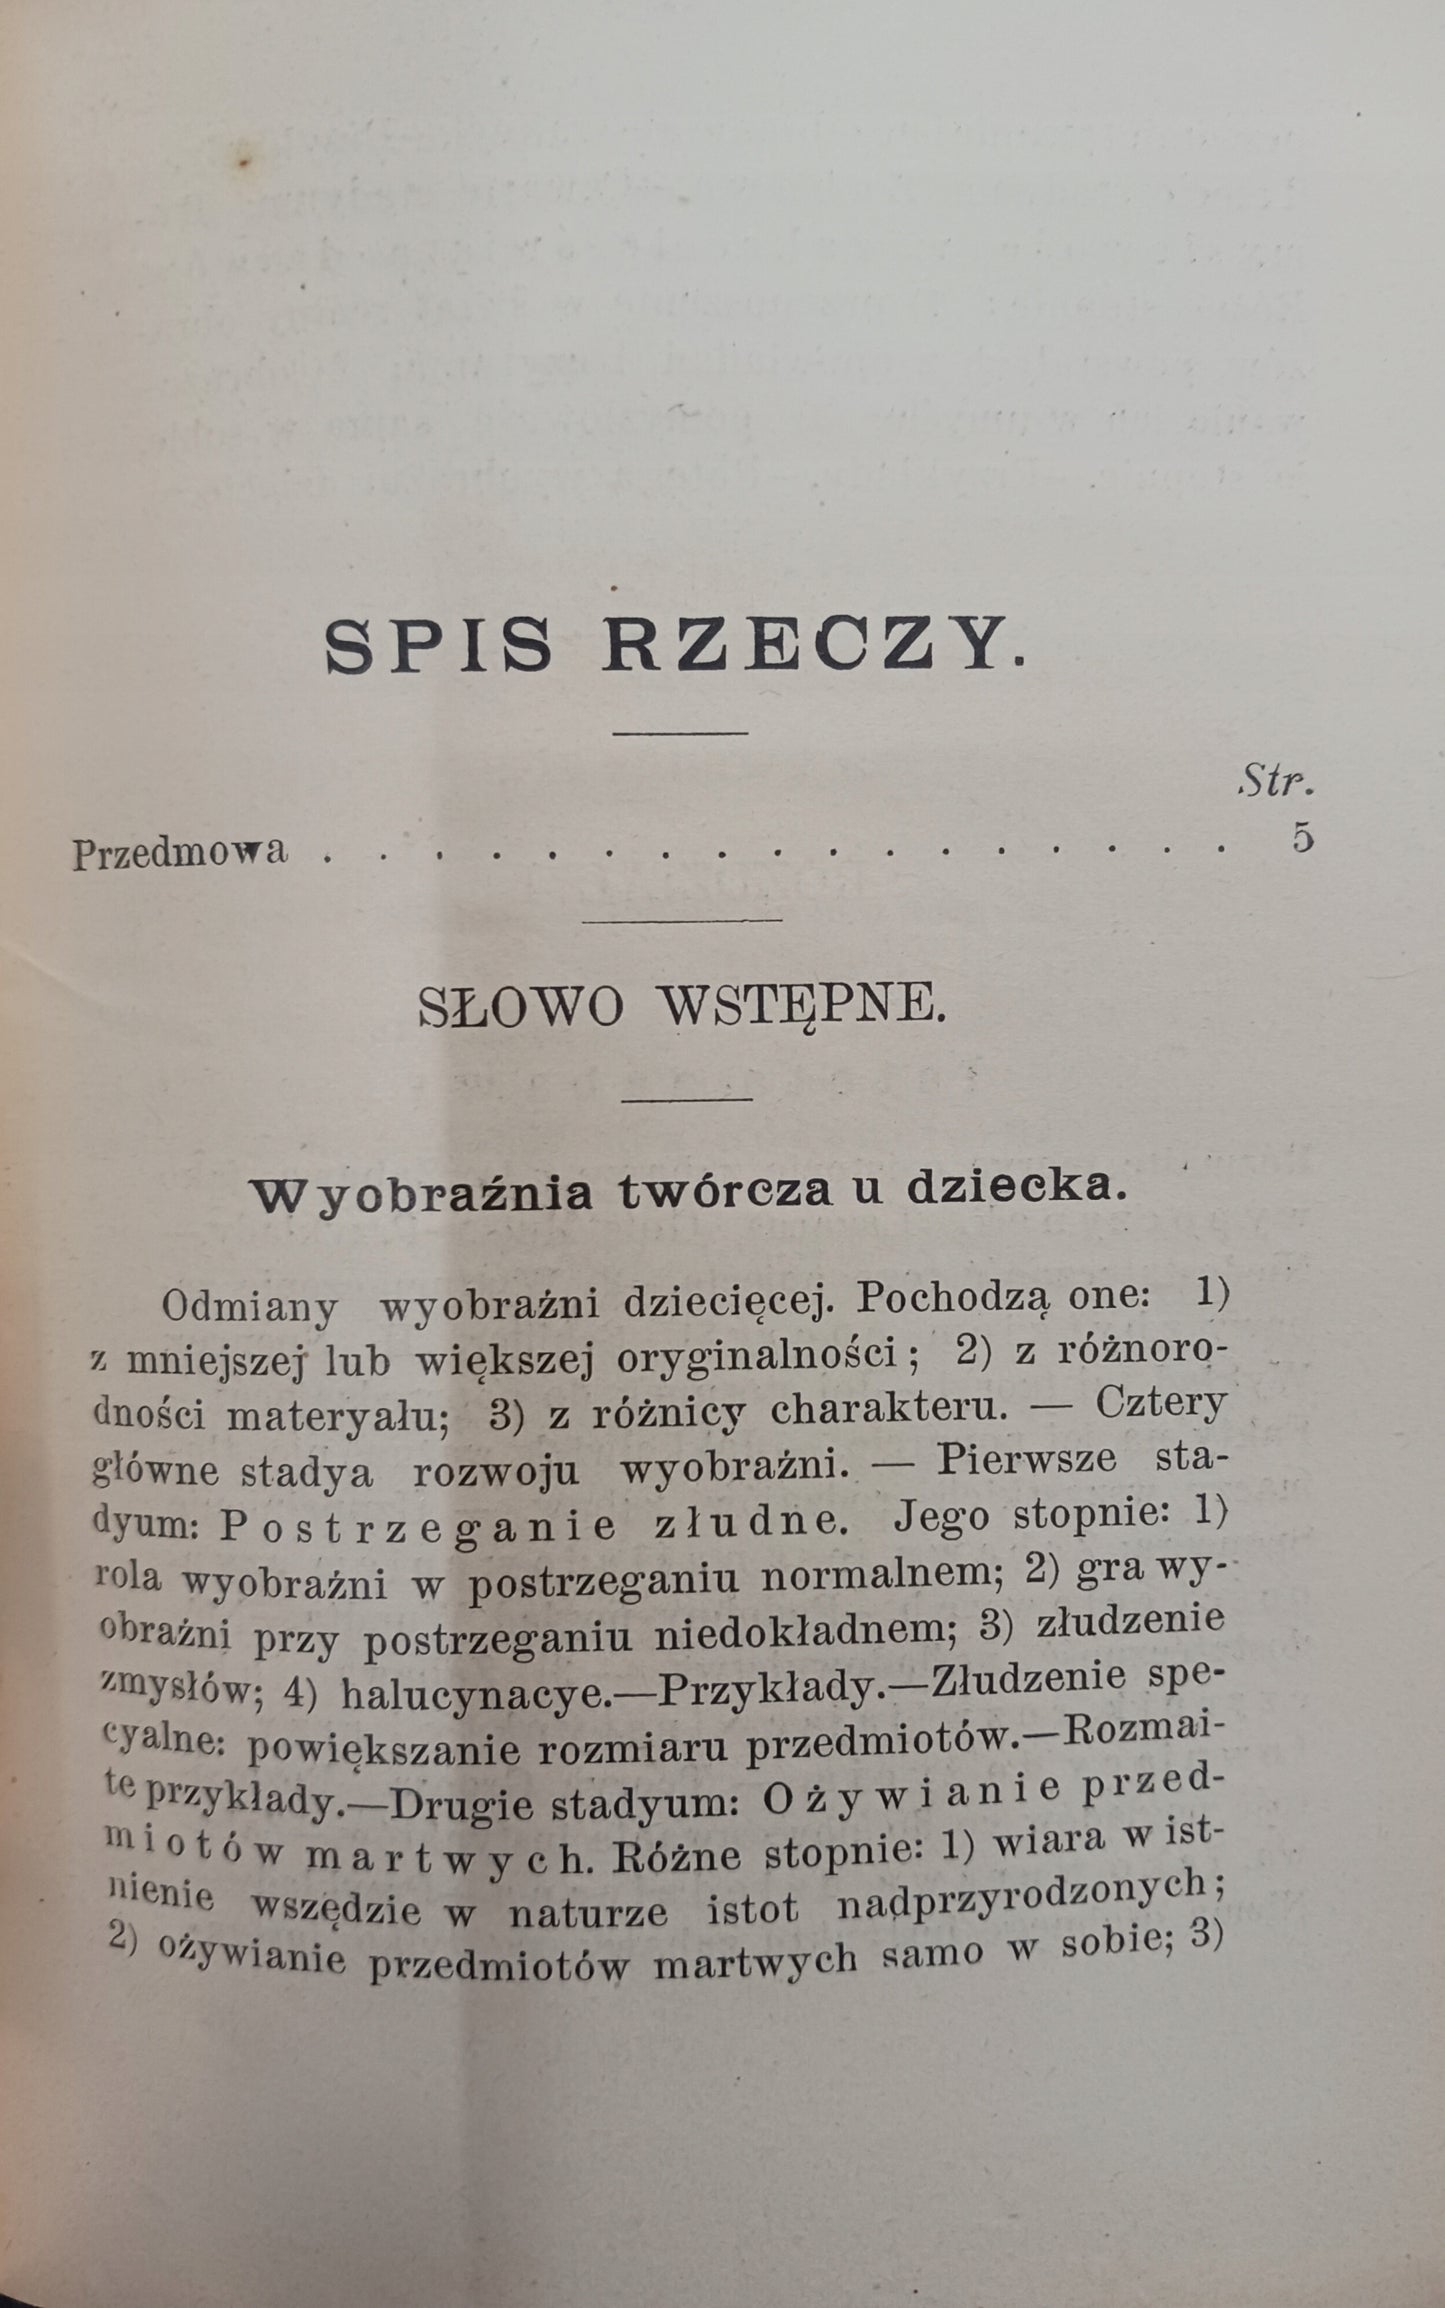 SPIS RZECZY.
Str.
Przedmowa . . . . . . . . . . . . . . . . . 5
SŁOWO WSTĘPNE.
Wyobraźnia twórcza u dziecka.
Odmiany wyobraźni dziecięcej. Pochodzą one: 1)
z mniejszej lub większej oryginalności; 2) z różnoro-
dności materyału; 3) z różnicy charakteru. — Cztery
główne stadya rozwoju wyobraźni. — Pierwsze sta-
dyum: Postrzeganie złudne. Jego stopnie: 1)
rola wyobraźni w postrzeganiu normalnem; 2) gra wy-
obraźni przy postrzeganiu niedokładnem; 3) złudzenie
zmysłów; 4) halucynacye.—Przykłady.—Złudzenie spe-
cyalne: powiększanie rozmiaru przedmiotów.—Rozmai-
te przykłady.—Drugie stadyum: Ożywianie przed-
miotów martwych. Różne stopnie: 1) wiara w ist-
nienie wszędzie w naturze istot nadprzyrodzonych;
2) ożywianie przedmiotów martwych samo w sobie; 3)